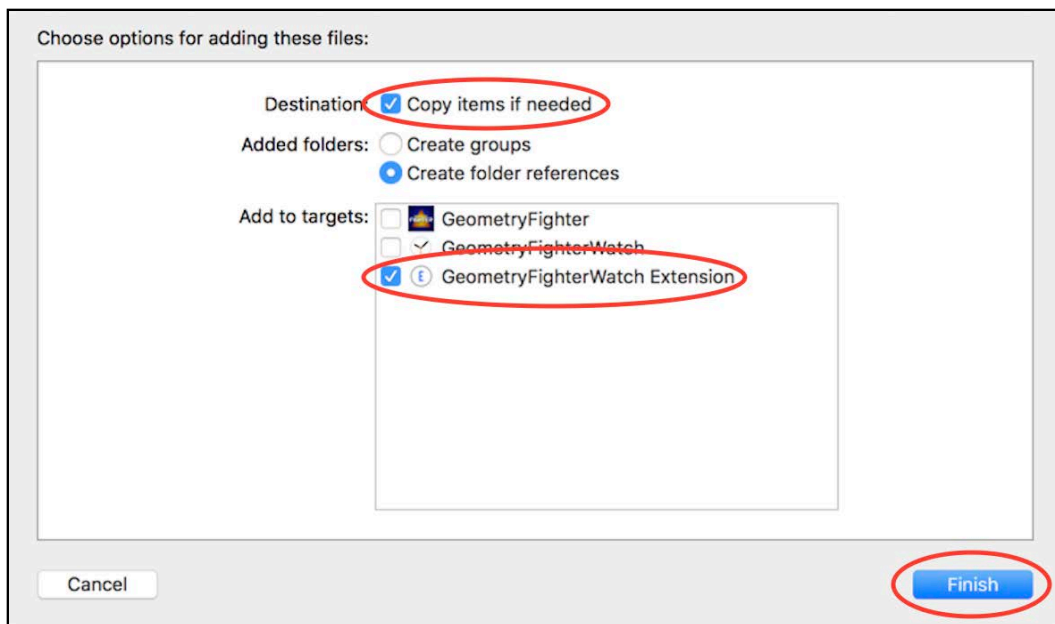 Choose options for adding these files:
Destination: Copy items if needed
Added folders: Create groups
Create folder references
Add to targets: GeometryFighter
GeometryFighterWatch
E GeometryFighterWatch Extension
Cancel Finish